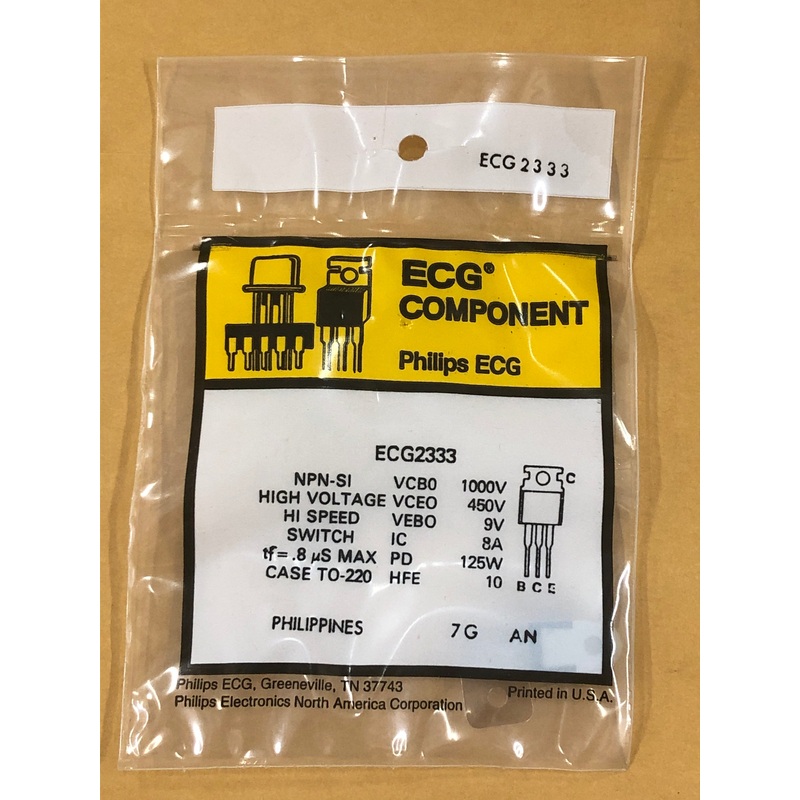 ECG2333
ECG®
COMPONENT
Philips ECG
ECG2333
NPN-SI VCBO 1000V
HIGH VOLTAGE VCEO 450V
HI SPEED VEBO 9V
SWITCH IC 8A
tf = .8 µS MAX PD 125W
CASE TO-220 HFE 10
C
B C E
PHILIPPINES 7G AN
Philips ECG, Greeneville, TN 37743
Philips Electronics North America Corporation
Printed in U.S.A.